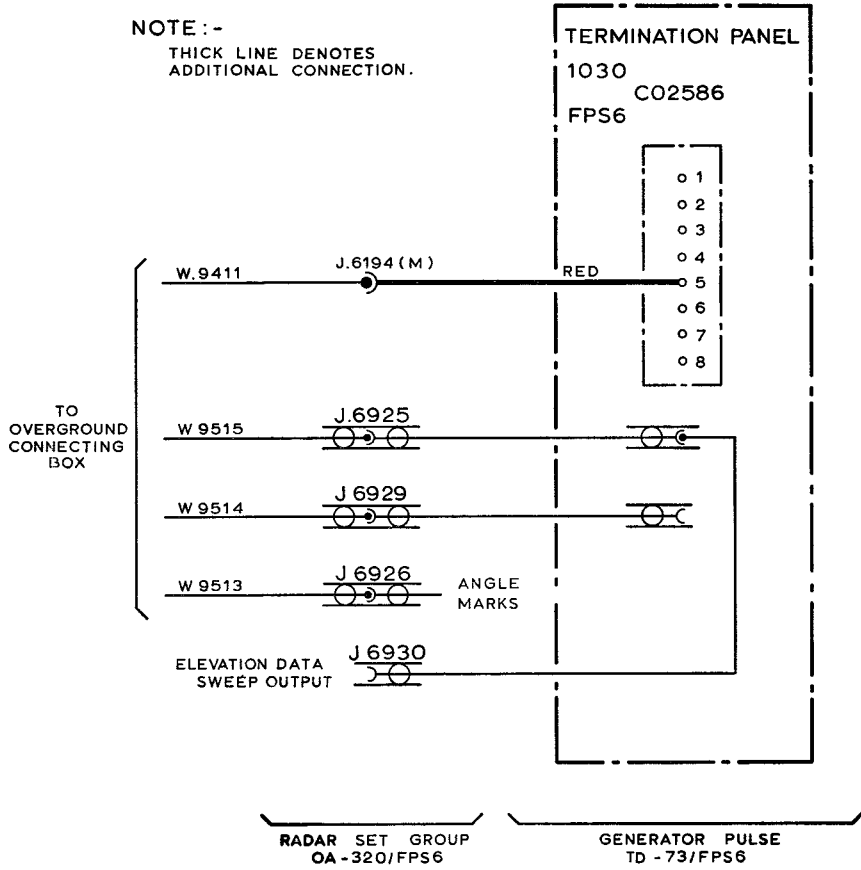 NOTE:-
THICK LINE DENOTES
ADDITIONAL CONNECTION.
TERMINATION PANEL
1030
CO2586
FPS6
1
2
3
4
5
6
7
8
W.9411
J.6194(M)
RED
TO
OVERGROUND
CONNECTING
BOX
W 9515
J.6925
W 9514
J 6929
W 9513
J 6926
ANGLE
MARKS
ELEVATION DATA
SWEEP OUTPUT
J 6930
RADAR SET GROUP
OA-320/FPS6
GENERATOR PULSE
TD-73/FPS6